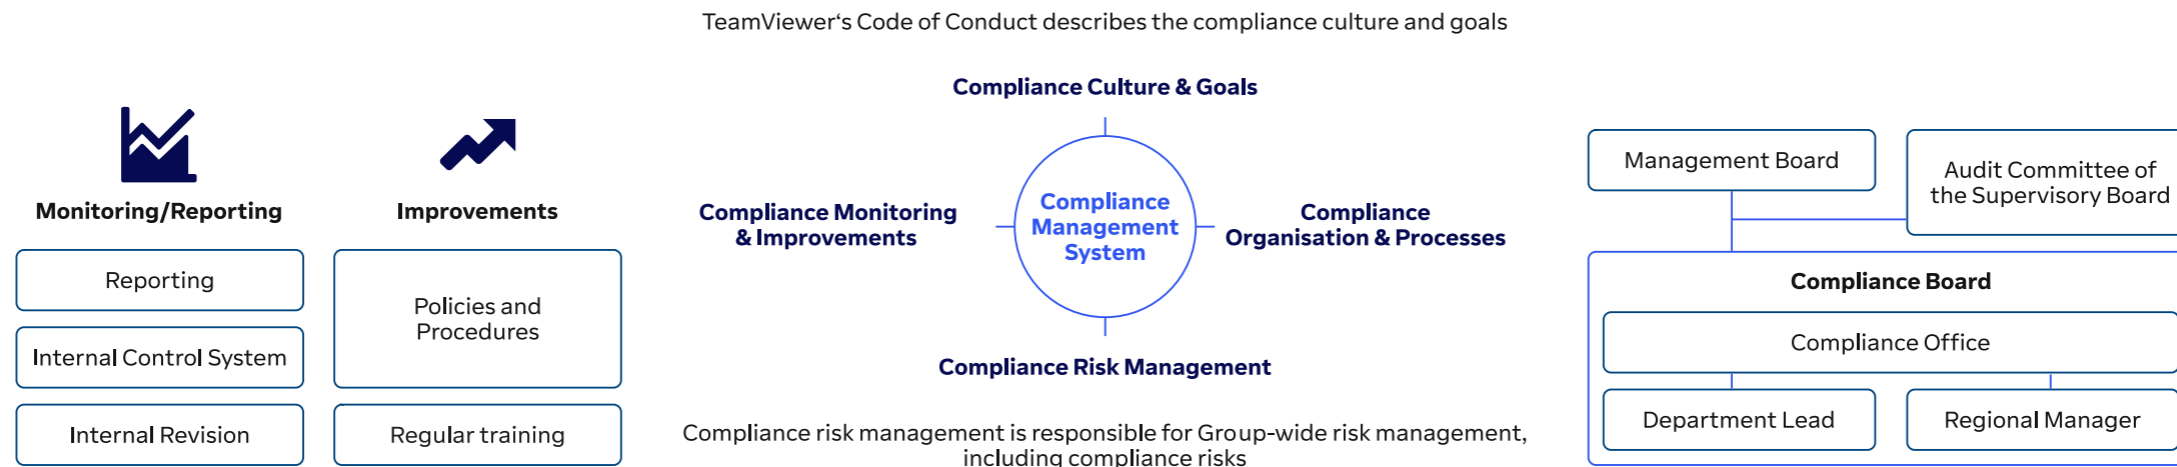 TeamViewer‘s Code of Conduct describes the compliance culture and goals
Monitoring/Reporting
Reporting
Internal Control System
Internal Revision
Improvements
Policies and
Procedures
Regular training
Compliance Culture & Goals
Compliance Monitoring
& Improvements
Compliance
Management
System
Compliance
Organisation & Processes
Compliance Risk Management
Compliance risk management is responsible for Group-wide risk management,
including compliance risks
Management Board
Audit Committee of
the Supervisory Board
Compliance Board
Compliance Office
Department Lead
Regional Manager